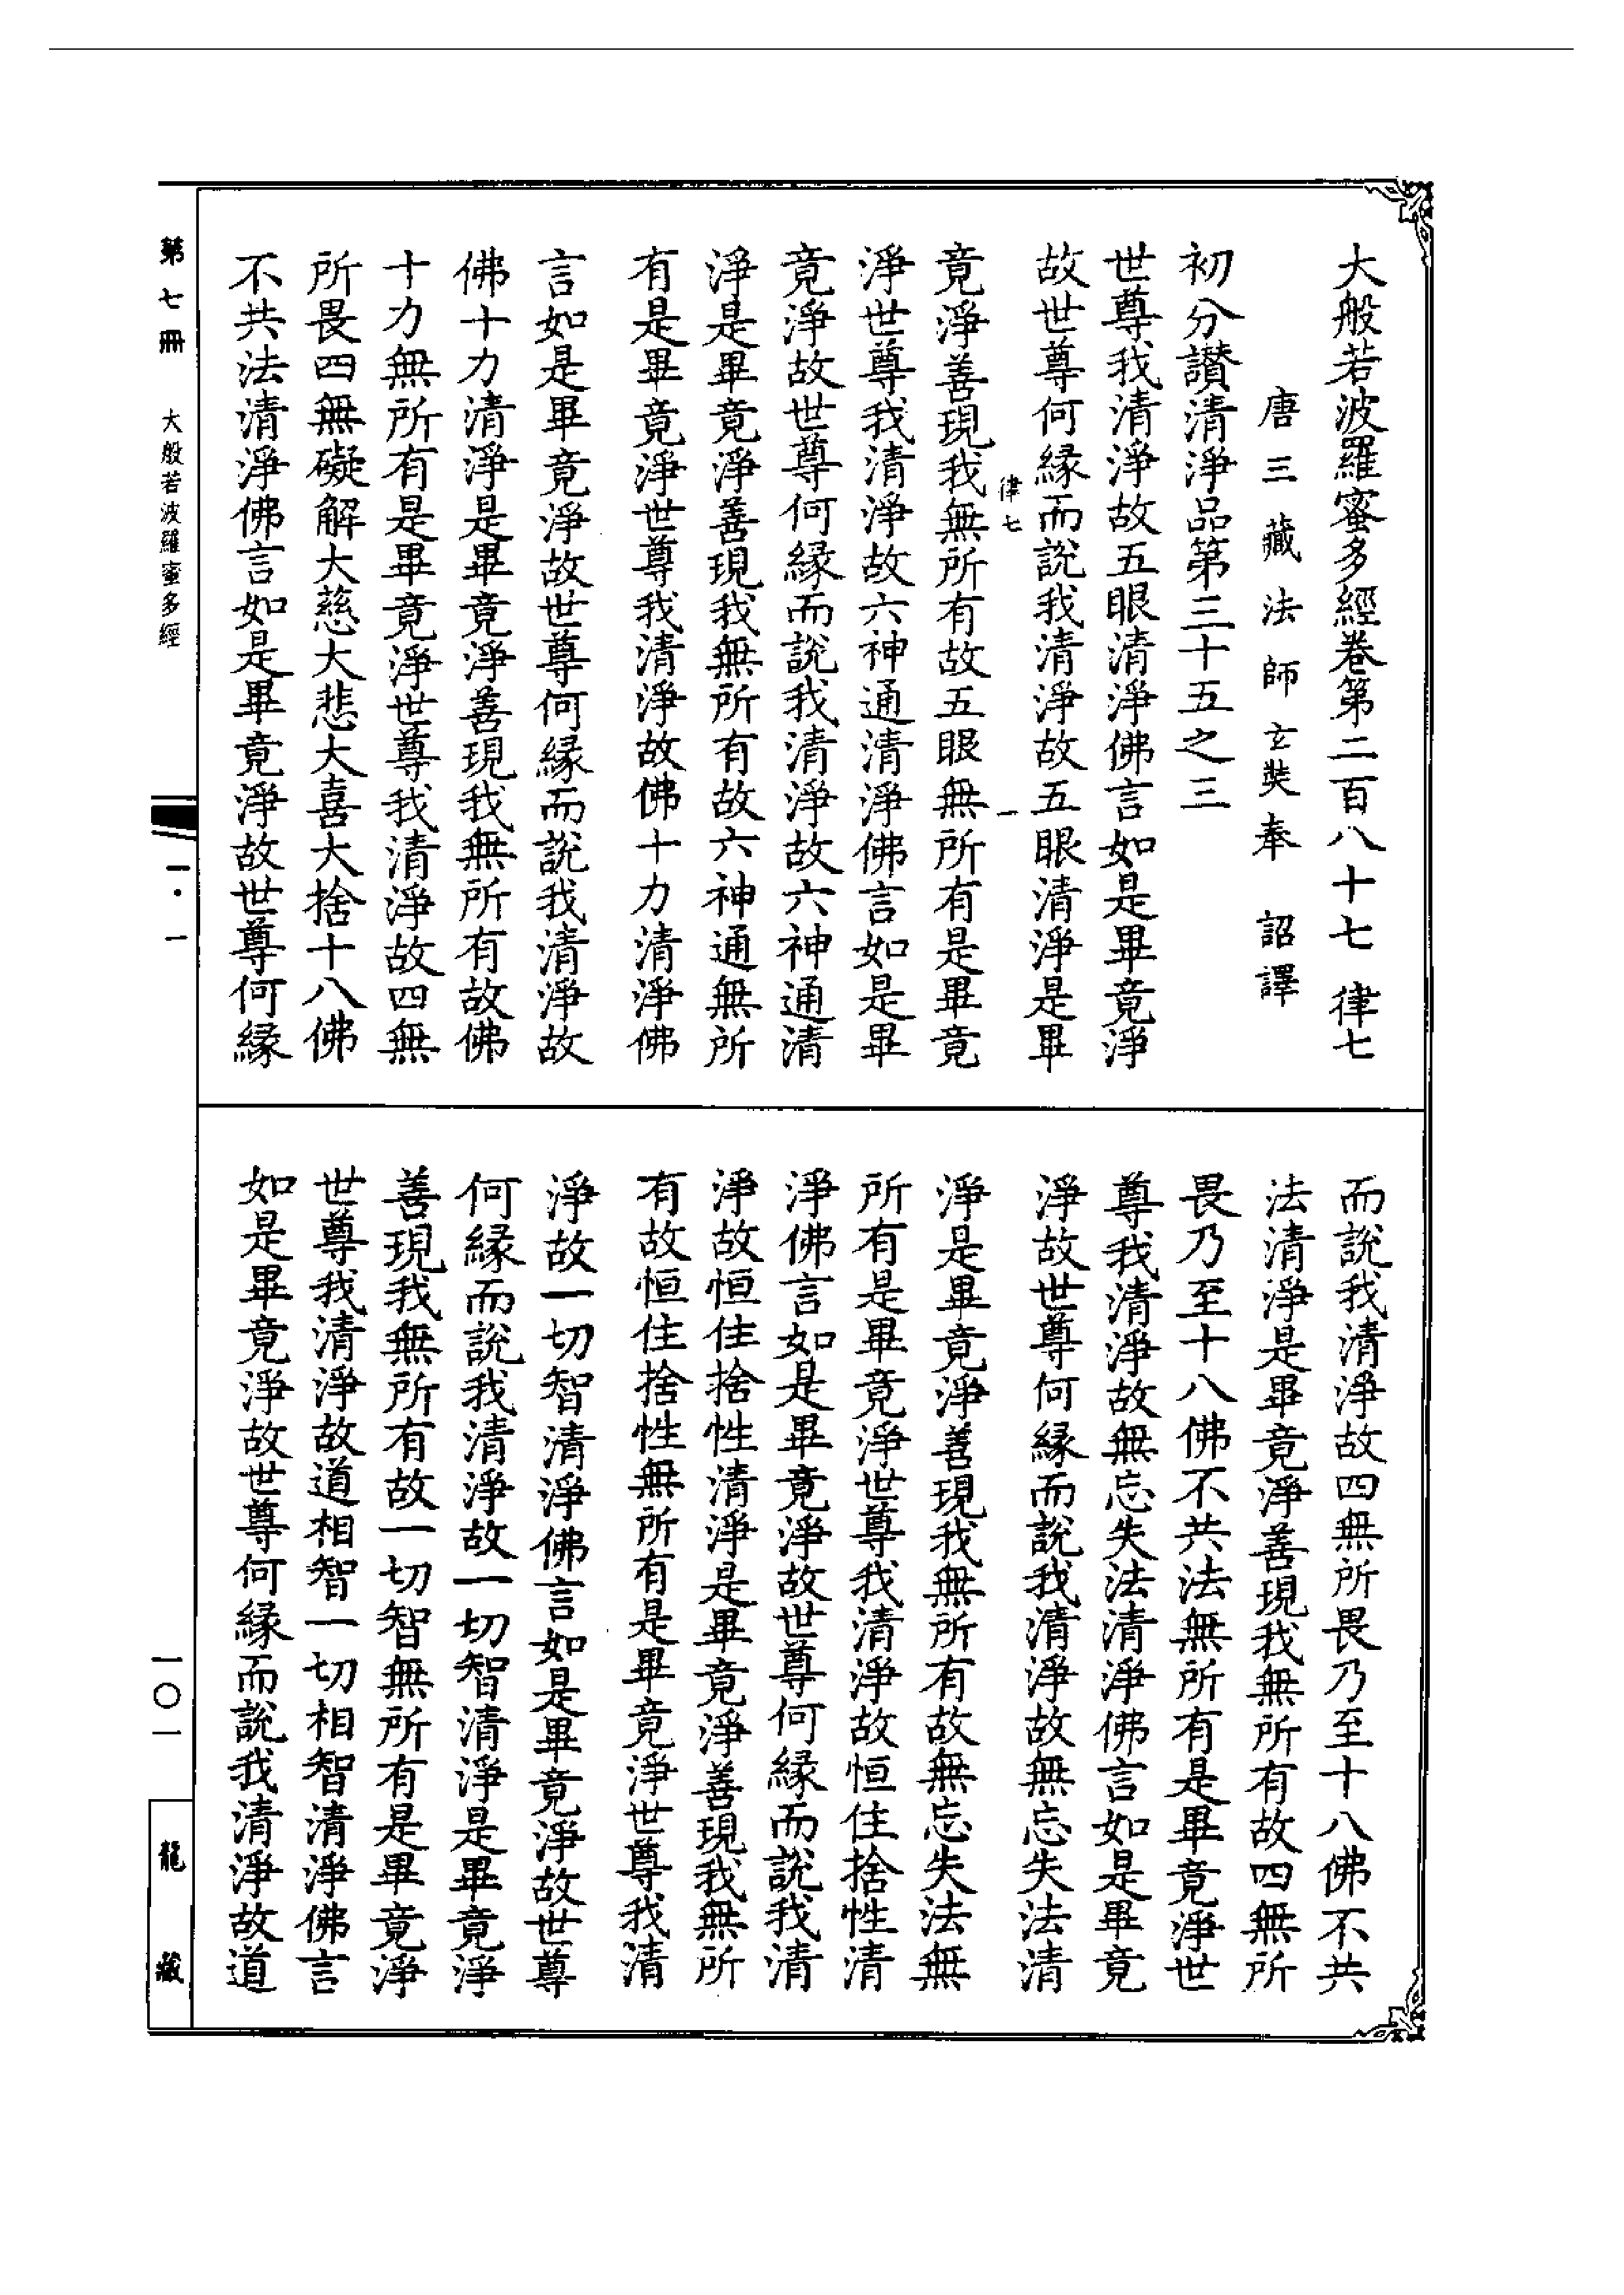 大般若波羅蜜多經卷第二百八十七　律七
唐三藏法師玄奘奉　詔譯
初分讃清淨品第三十五之三
世尊我清淨故五眼清淨佛言如是畢竟淨
故世尊何緣而說我清淨故五眼清淨是畢
律七　一
竟淨善現我無所有故五眼無所有是畢竟
淨世尊我清淨故六神通清淨佛言如是畢
竟淨故世尊何緣而說我清淨故六神通清
淨是畢竟淨善現我無所有故六神通無所
有是畢竟淨世尊我清淨故佛十力清淨佛
言如是畢竟淨故世尊何緣而說我清淨故
佛十力清淨是畢竟淨善現我無所有故佛
十力無所有是畢竟淨世尊我清淨故四無
所畏四無礙解大慈大悲大喜大捨十八佛
不共法清淨佛言如是畢竟淨故世尊何緣
而說我清淨故四無所畏乃至十八佛不共
法清淨是畢竟淨善現我無所有故四無所
畏乃至十八佛不共法無所有是畢竟淨世
尊我清淨故無忘失法清淨佛言如是畢竟
淨故世尊何緣而說我清淨故無忘失法清
淨是畢竟淨善現我無所有故無忘失法無
所有是畢竟淨世尊我清淨故恒住捨性清
淨佛言如是畢竟淨故世尊何緣而說我清
淨故恒住捨性清淨是畢竟淨善現我無所
有故恒住捨性無所有是畢竟淨世尊我清
淨故一切智清淨佛言如是畢竟淨故世尊
何緣而說我清淨故一切智清淨是畢竟淨
善現我無所有故一切智無所有是畢竟淨
世尊我清淨故道相智一切相智清淨佛言
如是畢竟淨故世尊何緣而說我清淨故道
第七冊　大般若波羅蜜多經
一·一
一〇一
龍藏